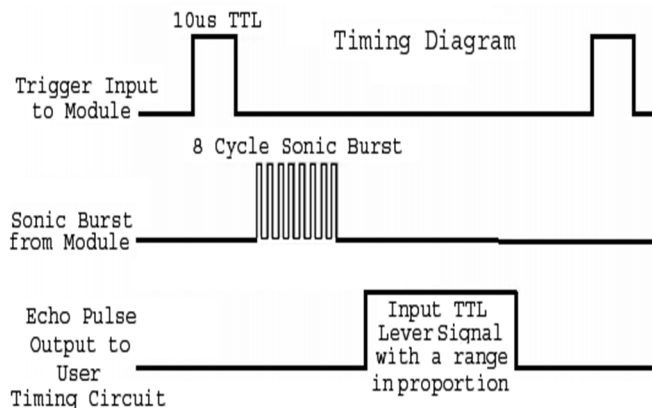 10us TTL
Timing Diagram
Trigger Input
to Module
8 Cycle Sonic Burst
Sonic Burst
from Module
Echo Pulse
Output to
User
Timing Circuit
Input TTL
Lever Signal
with a range
in proportion